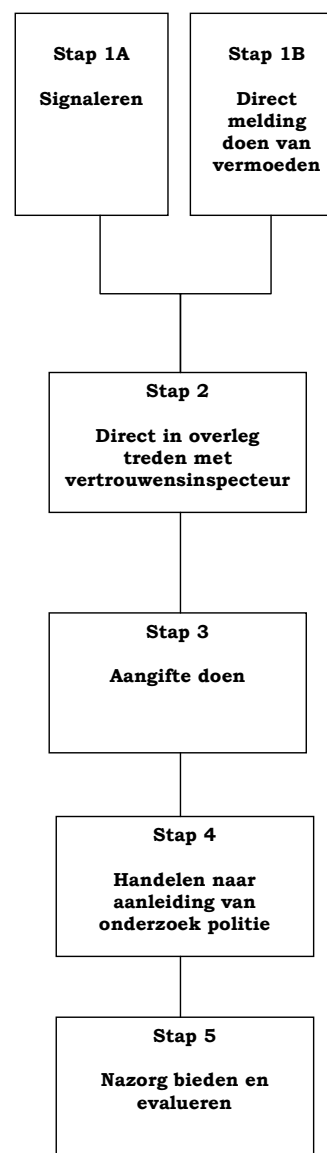 Stap 1A
Signaleren
Stap 1B
Direct
melding
doen van
vermoeden
Stap 2
Direct in overleg
treden met
vertrouwensinspecteur
Stap 3
Aangifte doen
Stap 4
Handelen naar
aanleiding van
onderzoek politie
Stap 5
Nazorg bieden en
evalueren